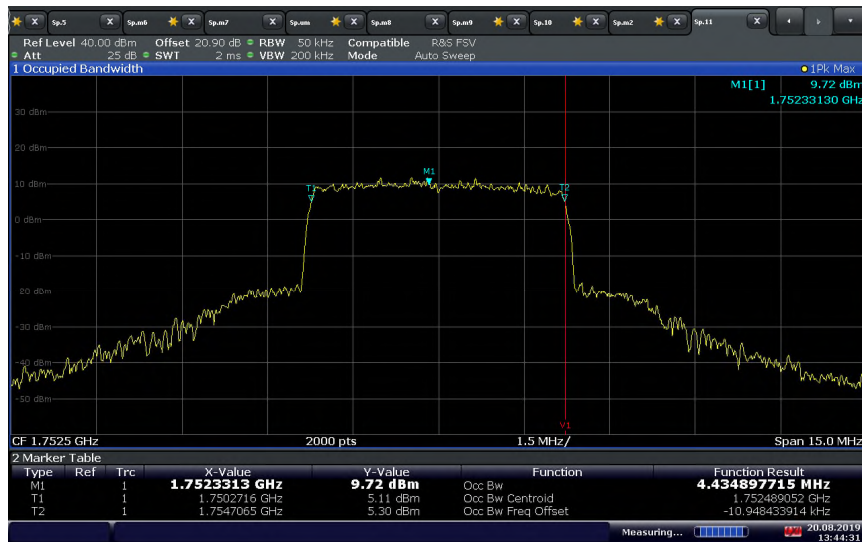 Sp.5 X Sp.m6 X Sp.m7 X Sp.um X Sp.m8 X Sp.m9 X Sp.10 X Sp.m2 X Sp.11 X
Ref Level 40.00 dBm Offset 20.90 dB RBW 50 kHz Compatible R&S FSV
Att 25 dB SWT 2 ms VBW 200 kHz Mode Auto Sweep
1 Occupied Bandwidth 1Pk Max
M1[1] 9.72 dBm
1.75233130 GHz
30 dBm
20 dBm
M1
10 dBm
T1 T2
0 dBm
-10 dBm
-20 dBm
-30 dBm
-40 dBm
-50 dBm
V1
CF 1.7525 GHz 2000 pts 1.5 MHz/ Span 15.0 MHz
2 Marker Table
Type Ref Trc X-Value Y-Value Function Function Result
M1 1 1.7523313 GHz 9.72 dBm Occ Bw 4.434897715 MHz
T1 1 1.7502716 GHz 5.11 dBm Occ Bw Centroid 1.752489052 GHz
T2 1 1.7547065 GHz 5.30 dBm Occ Bw Freq Offset -10.948433914 kHz
Measuring... 20.08.2019
13:44:31